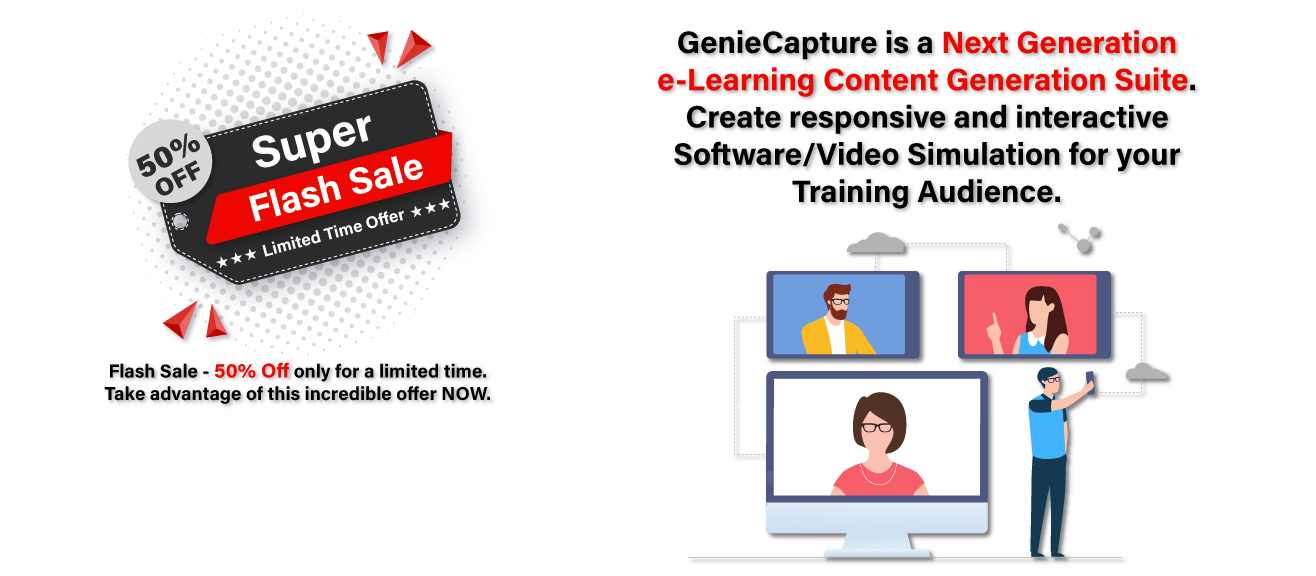 50%
OFF
Super
Flash Sale
★★★ Limited Time Offer ★★★
Flash Sale - 50% Off only for a limited time.
Take advantage of this incredible offer NOW.
GenieCapture is a Next Generation
e-Learning Content Generation Suite.
Create responsive and interactive
Software/Video Simulation for your
Training Audience.